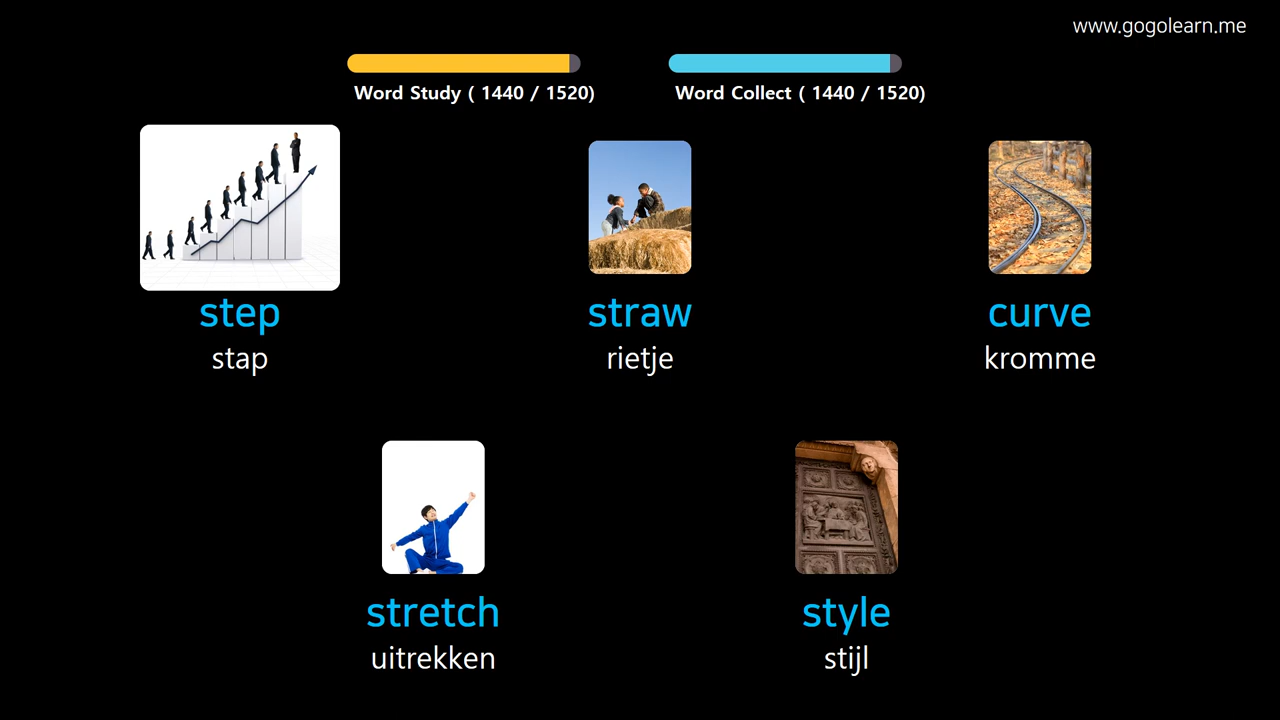 www.gogolearn.me
Word Study ( 1440 / 1520)
Word Collect ( 1440 / 1520)
step
stap
straw
rietje
curve
kromme
stretch
uitrekken
style
stijl